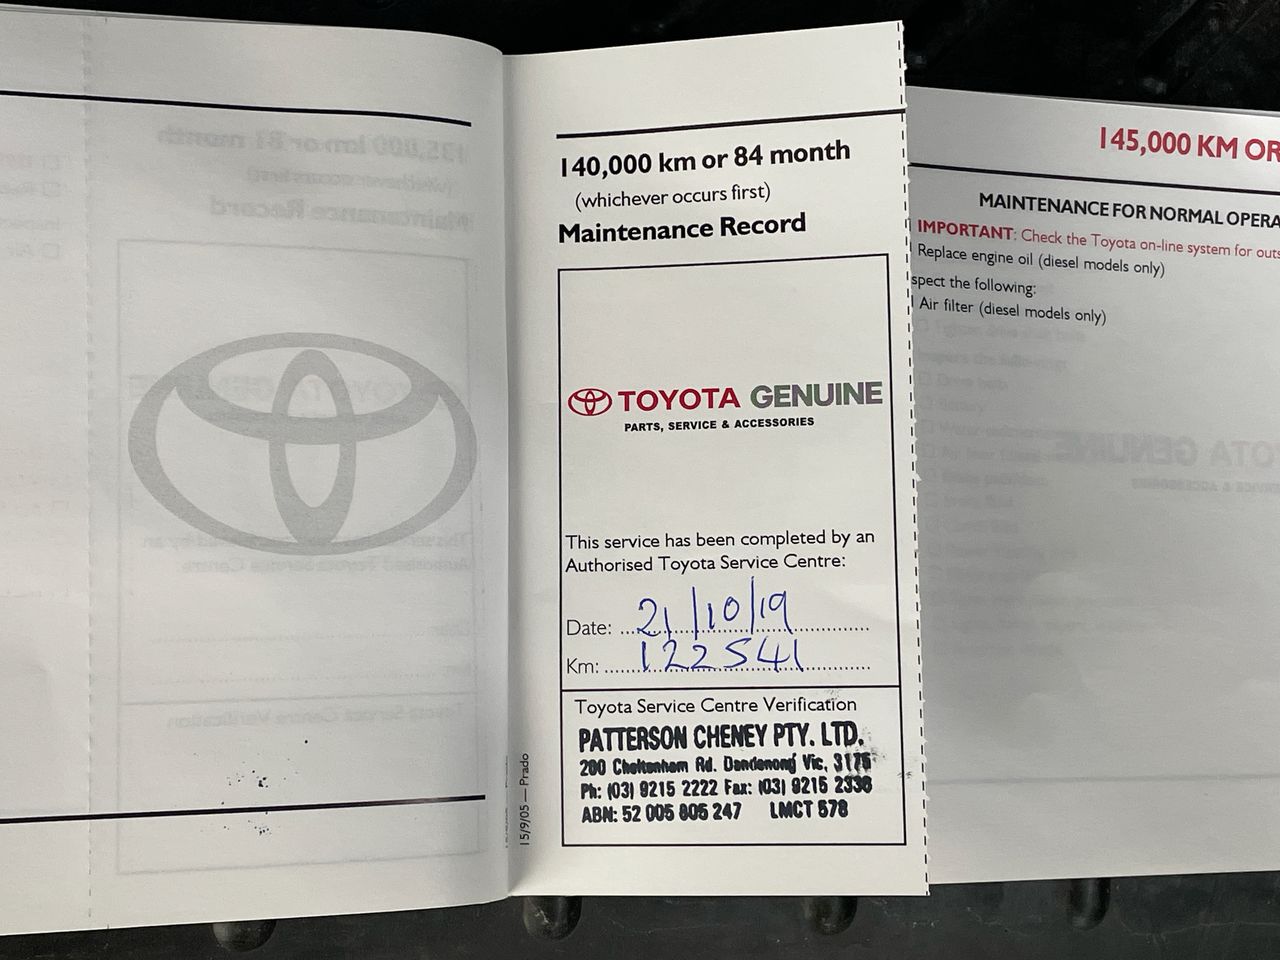 140,000 km or 84 month
(whichever occurs first)
Maintenance Record
TOYOTA GENUINE
PARTS, SERVICE & ACCESSORIES
This service has been completed by an
Authorised Toyota Service Centre:
Date: 21/10/19
Km: 122541
Toyota Service Centre Verification
PATTERSON CHENEY PTY. LTD.
280 Cheltenham Rd. Dandenong Vic. 3175
Ph: (03) 9215 2222 Fax: (03) 9215 2338
ABN: 52 005 805 247 LMCT 578
15/9/05 — Prado
145,000 KM OR
MAINTENANCE FOR NORMAL OPERA
IMPORTANT: Check the Toyota on-line system for outs
Replace engine oil (diesel models only)
spect the following:
Air filter (diesel models only)